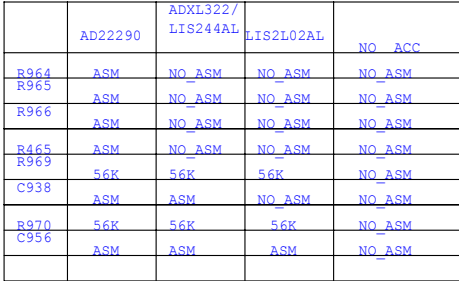 AD22290 ADXL322/ LIS244AL LIS2L02AL NO_ACC
R964 ASM NO_ASM NO_ASM NO_ASM
R965 ASM NO_ASM NO_ASM NO_ASM
R966 ASM NO_ASM NO_ASM NO_ASM
R465 ASM NO_ASM NO_ASM NO_ASM
R969 56K 56K 56K NO_ASM
C938 ASM ASM NO_ASM NO_ASM
R970 56K 56K 56K NO_ASM
C956 ASM ASM ASM NO_ASM